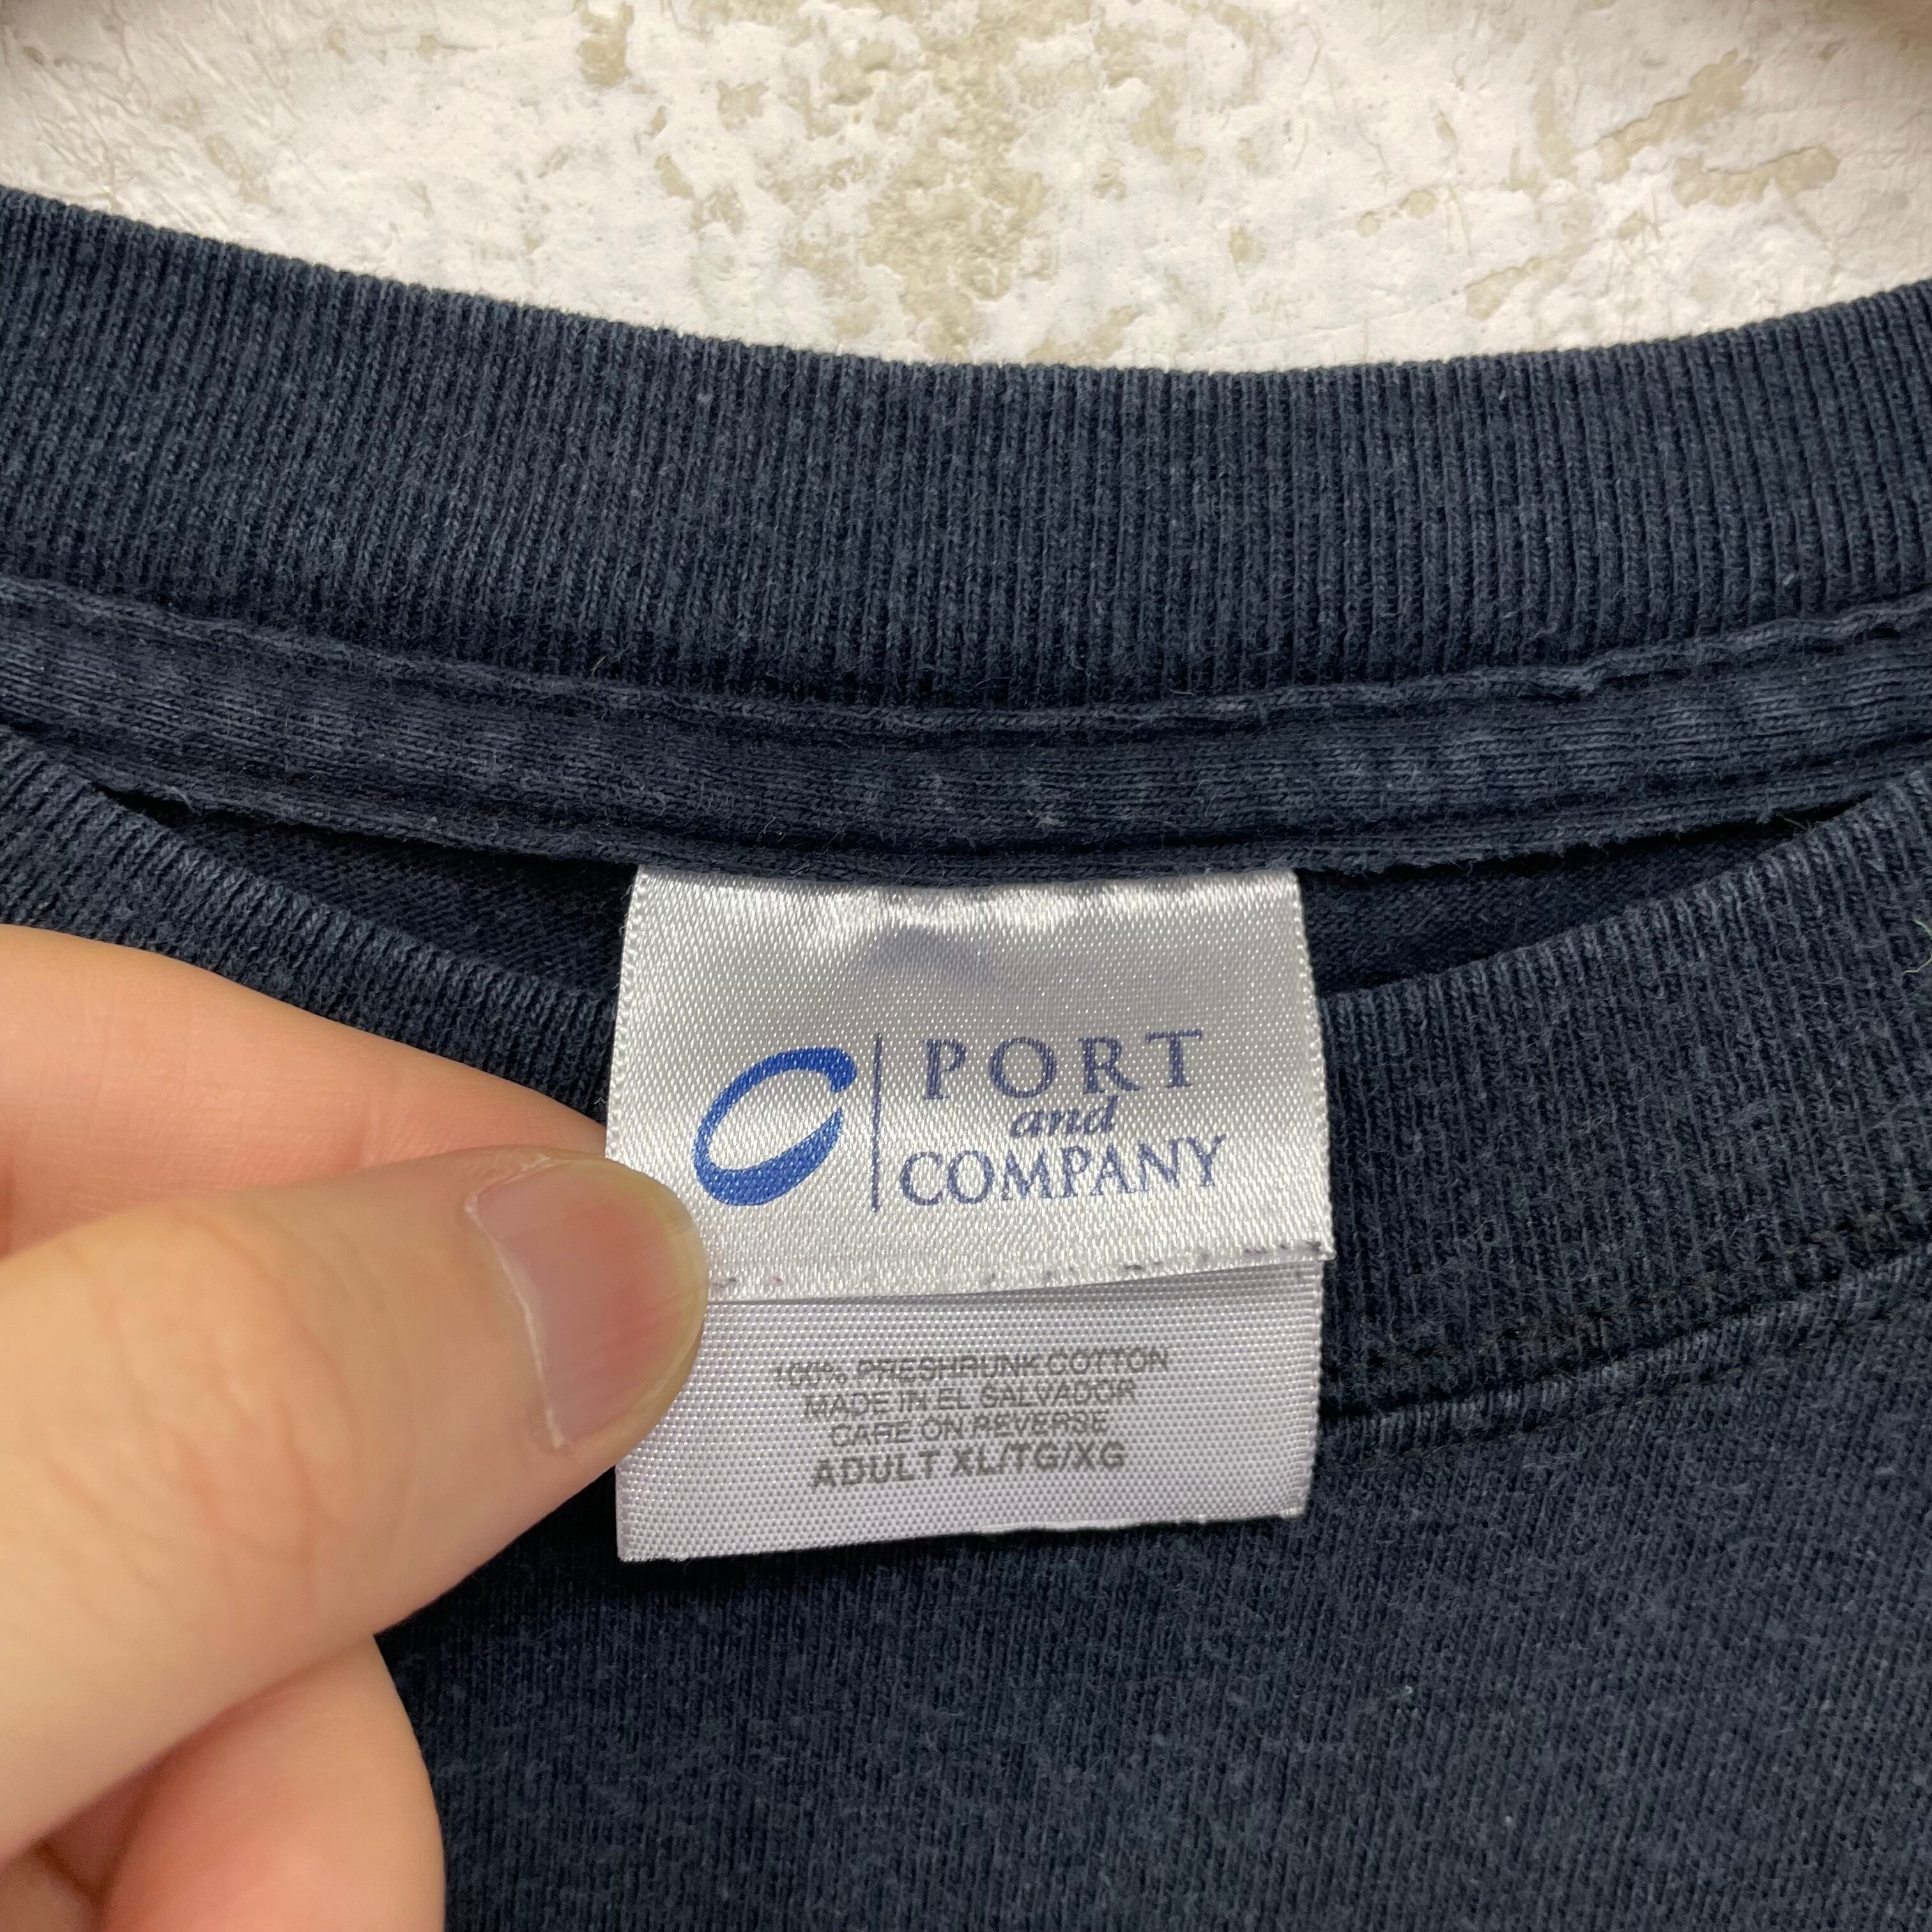 PORT
and
COMPANY
100% PRESHRUNK COTTON
MADE IN EL SALVADOR
CARE ON REVERSE
ADULT XL/TG/XG